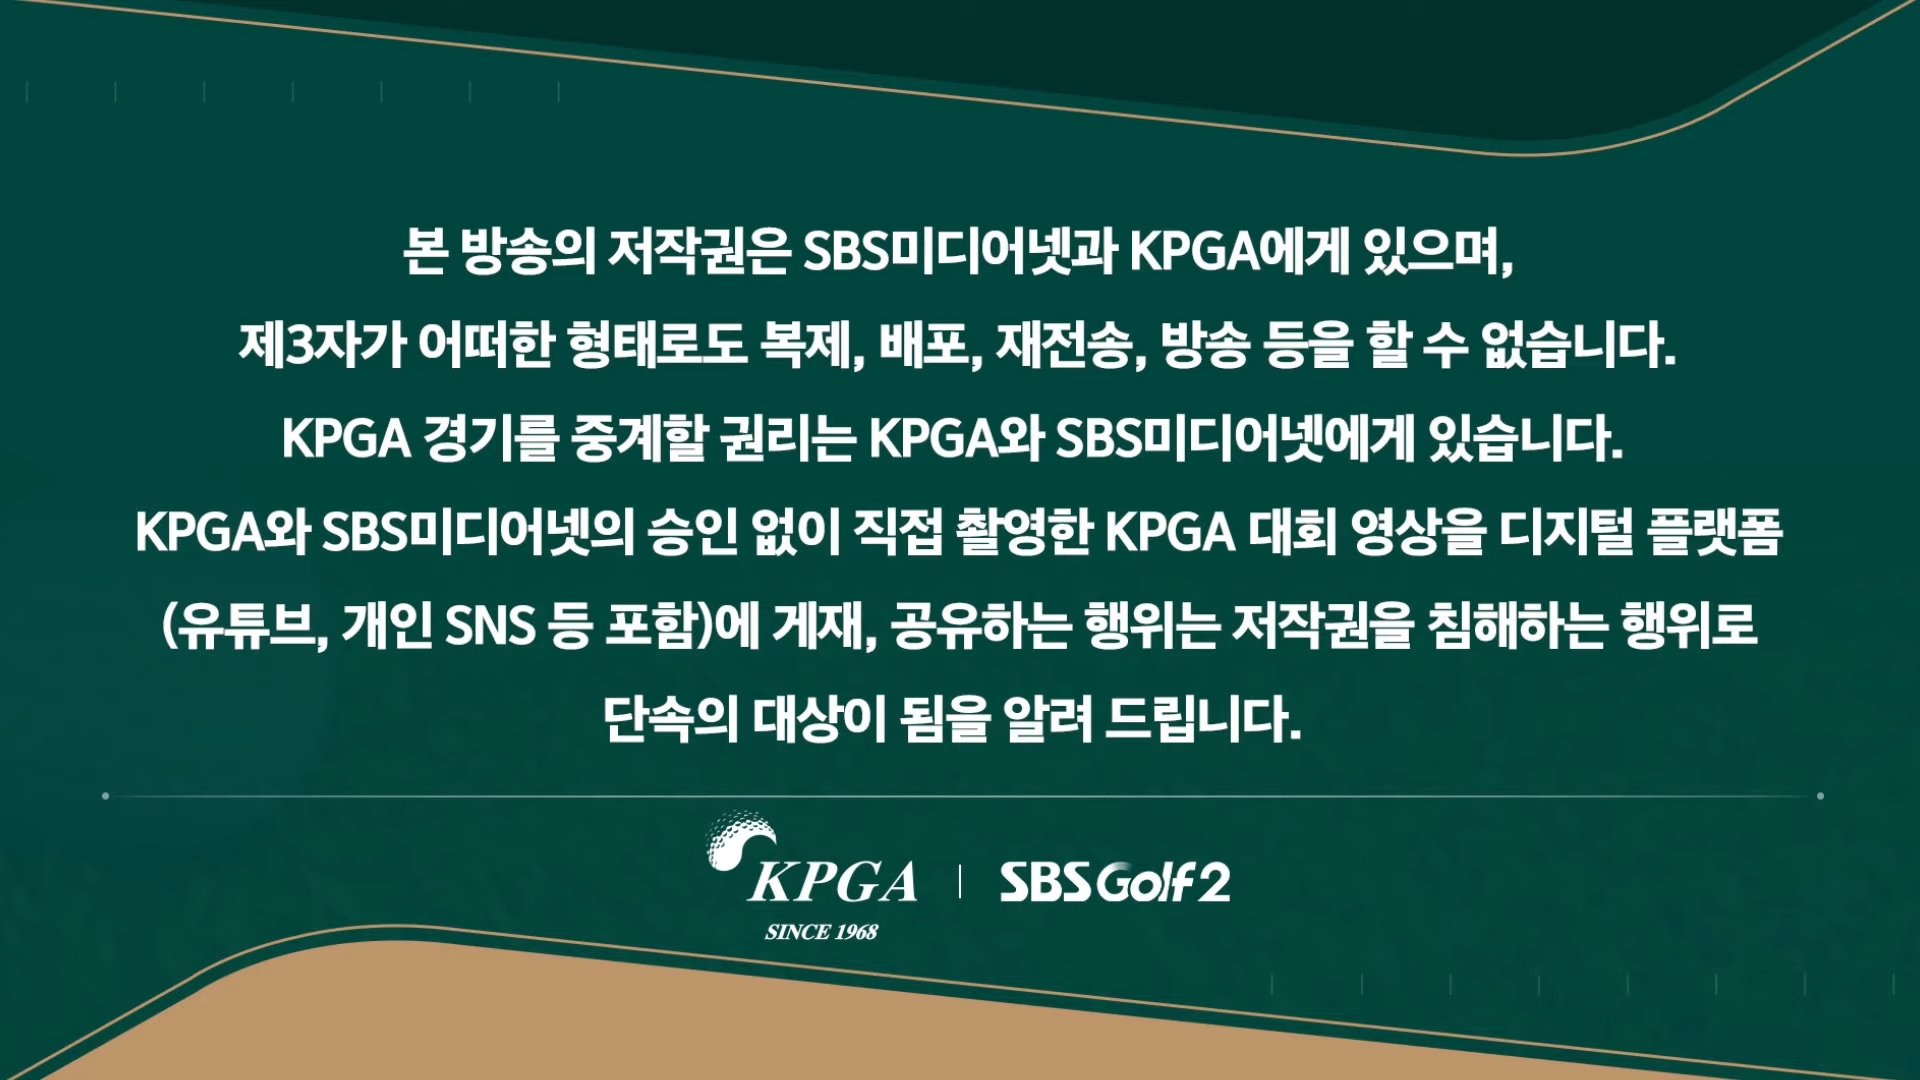 본 방송의 저작권은 SBS미디어넷과 KPGA에게 있으며,
제3자가 어떠한 형태로도 복제, 배포, 재전송, 방송 등을 할 수 없습니다.
KPGA 경기를 중계할 권리는 KPGA와 SBS미디어넷에게 있습니다.
KPGA와 SBS미디어넷의 승인 없이 직접 촬영한 KPGA 대회 영상을 디지털 플랫폼
(유튜브, 개인 SNS 등 포함)에 게재, 공유하는 행위는 저작권을 침해하는 행위로
단속의 대상이 됨을 알려 드립니다.
KPGA SBS Golf 2
SINCE 1968